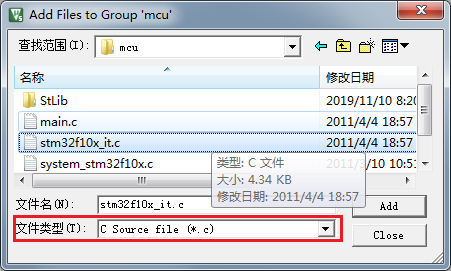 Add Files to Group 'mcu'
查找范围(I): mcu
名称 修改日期
StLib 2019/11/10 8:20
main.c 2011/4/4 18:57
stm32f10x_it.c 2011/4/4 18:57
system_stm32f10x.c 10 10:51
类型: C 文件
大小: 4.34 KB
修改日期: 2011/4/4 18:57
文件名(N): stm32f10x_it.c Add
文件类型(T): C Source file (*.c) Close